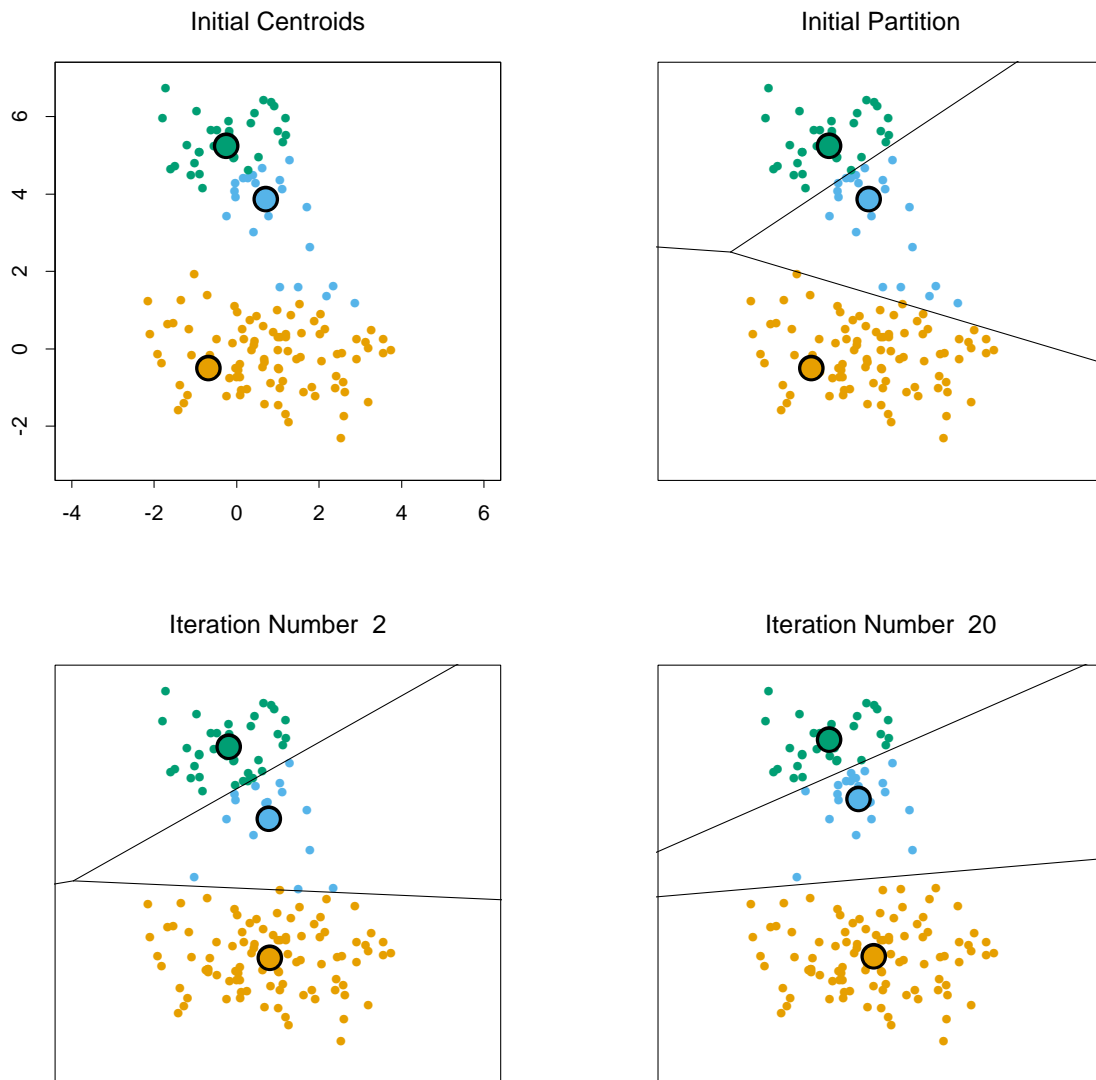 Initial Centroids
Initial Partition
6
4
2
0
-2
-4 -2 0 2 4 6
Iteration Number 2
Iteration Number 20